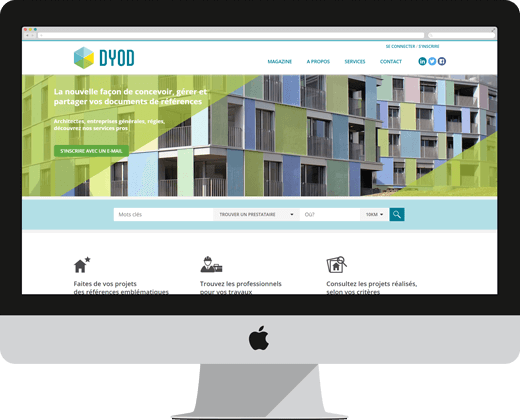 SE CONNECTER / S'INSCRIRE
DYOD
MAGAZINE A PROPOS SERVICES CONTACT
La nouvelle façon de concevoir, gérer et
partager vos documents de références
Architectes, entreprises générales, régies,
découvrez nos services pros
S'INSCRIRE AVEC UN E-MAIL
Mots clés TROUVER UN PRESTATAIRE Où? 10KM
Faites de vos projets
des références emblématiques
Trouvez les professionnels
pour vos travaux
Consultez les projets réalisés,
selon vos critères